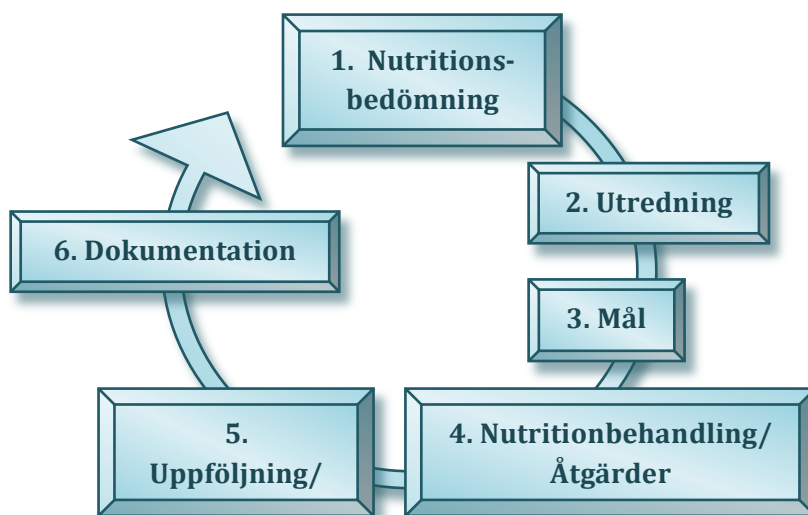 1. Nutritions-
bedömning
2. Utredning
3. Mål
4. Nutritionbehandling/
Åtgärder
5.
Uppföljning/
6. Dokumentation